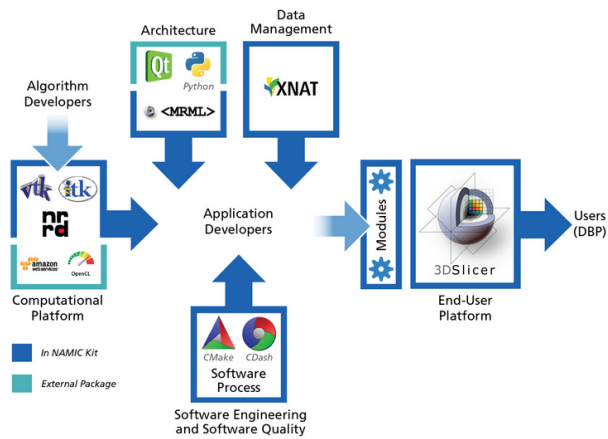 Architecture
Qt
Python
<MRML>
Data
Management
XNAT
Algorithm
Developers
vtk
itk
nrrd
amazon
webservices
OpenCL
Computational
Platform
Application
Developers
Modules
3DSlicer
End-User
Platform
Users
(DBP)
CMake
CDash
Software
Process
Software Engineering
and Software Quality
In NAMIC Kit
External Package